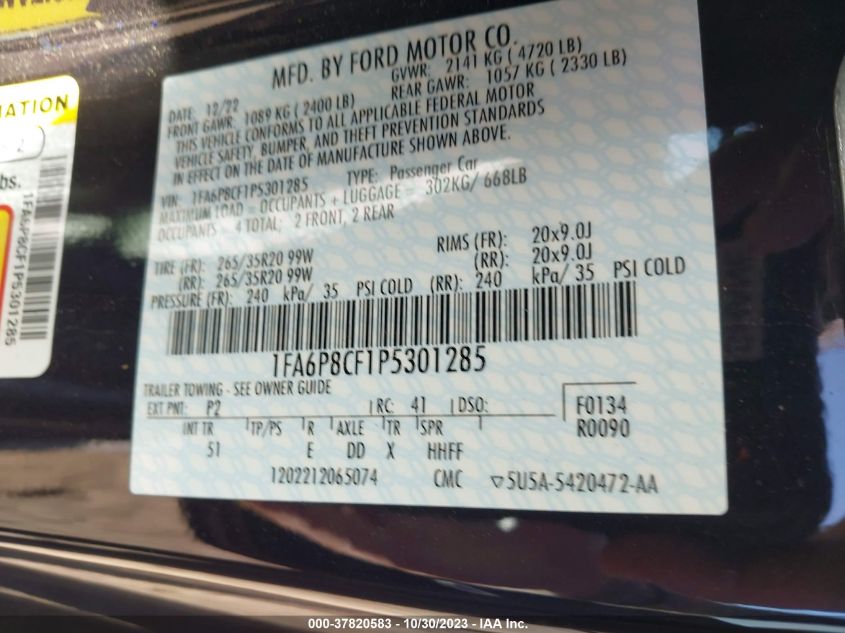 MFD. BY FORD MOTOR CO.
DATE: 12/22
GVWR: 2141 KG ( 4720 LB)
FRONT GAWR: 1089 KG ( 2400 LB)
REAR GAWR: 1057 KG ( 2330 LB)
THIS VEHICLE CONFORMS TO ALL APPLICABLE FEDERAL MOTOR
VEHICLE SAFETY, BUMPER, AND THEFT PREVENTION STANDARDS
IN EFFECT ON THE DATE OF MANUFACTURE SHOWN ABOVE.
VIN: 1FA6P8CF1P5301285 TYPE: Passenger Car
MAXIMUM LOAD = OCCUPANTS + LUGGAGE = 302KG/ 668LB
OCCUPANTS = 4 TOTAL: 2 FRONT, 2 REAR
TIRE (FR): 265/35R20 99W RIMS (FR): 20x9.0J
(RR): 265/35R20 99W (RR): 20x9.0J
PRESSURE (FR): 240 kPa/ 35 PSI COLD (RR): 240 kPa/ 35 PSI COLD
1FA6P8CF1P5301285
TRAILER TOWING - SEE OWNER GUIDE
EXT PNT: P2 RC: 41 DSO:
F0134
R0090
INT TR TP/PS R AXLE TR SPR
51 E DD X HHFF
1202212065074 CMC ▽5U5A-5420472-AA
MATION
2
bs.
1FA6P8CF1P5301285
000-37820583 - 10/30/2023 - IAA Inc.